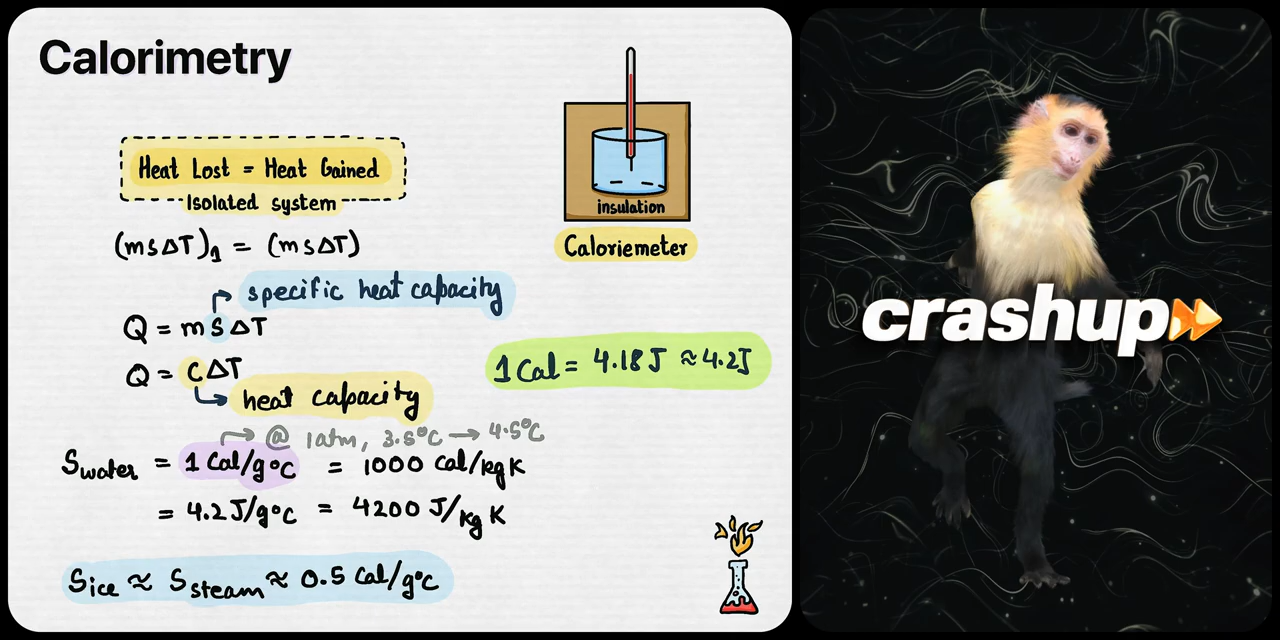 Calorimetry
Heat Lost = Heat Gained
Isolated system
(msΔT)₁ = (msΔT)
insulation
Caloriemeter
specific heat capacity
Q = msΔT
Q = CΔT
heat capacity
1 Cal = 4.18J ≈ 4.2J
@ 1atm, 3.5°C → 4.5°C
Swater = 1 Cal/g°C = 1000 Cal/kg K
= 4.2J/g°C = 4200 J/kg K
Sice ≈ Ssteam ≈ 0.5 Cal/g°C
crashup